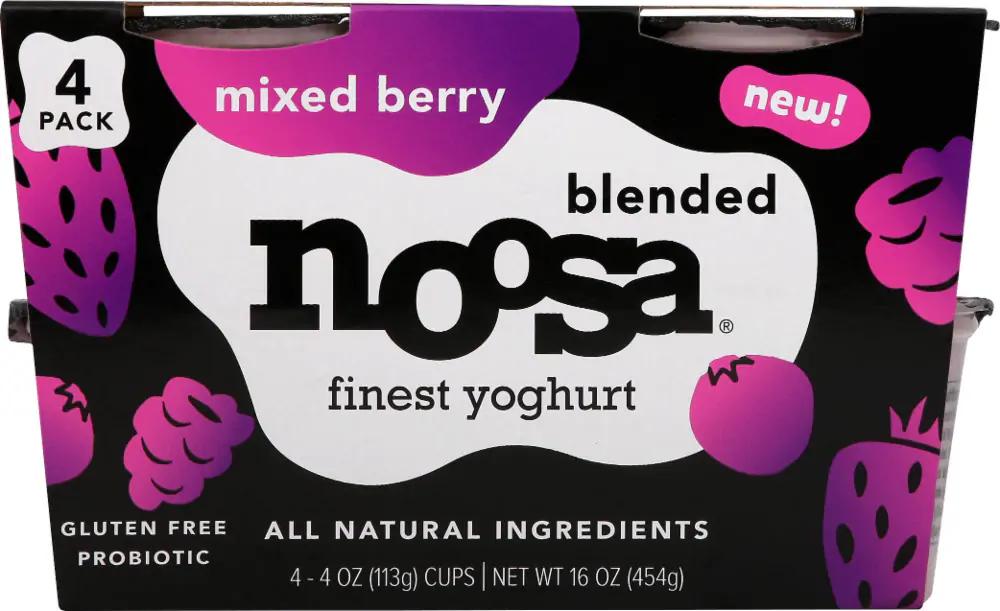 4
PACK
mixed berry
new!
blended
noosa®
finest yoghurt
GLUTEN FREE
PROBIOTIC
ALL NATURAL INGREDIENTS
4 - 4 OZ (113g) CUPS | NET WT 16 OZ (454g)